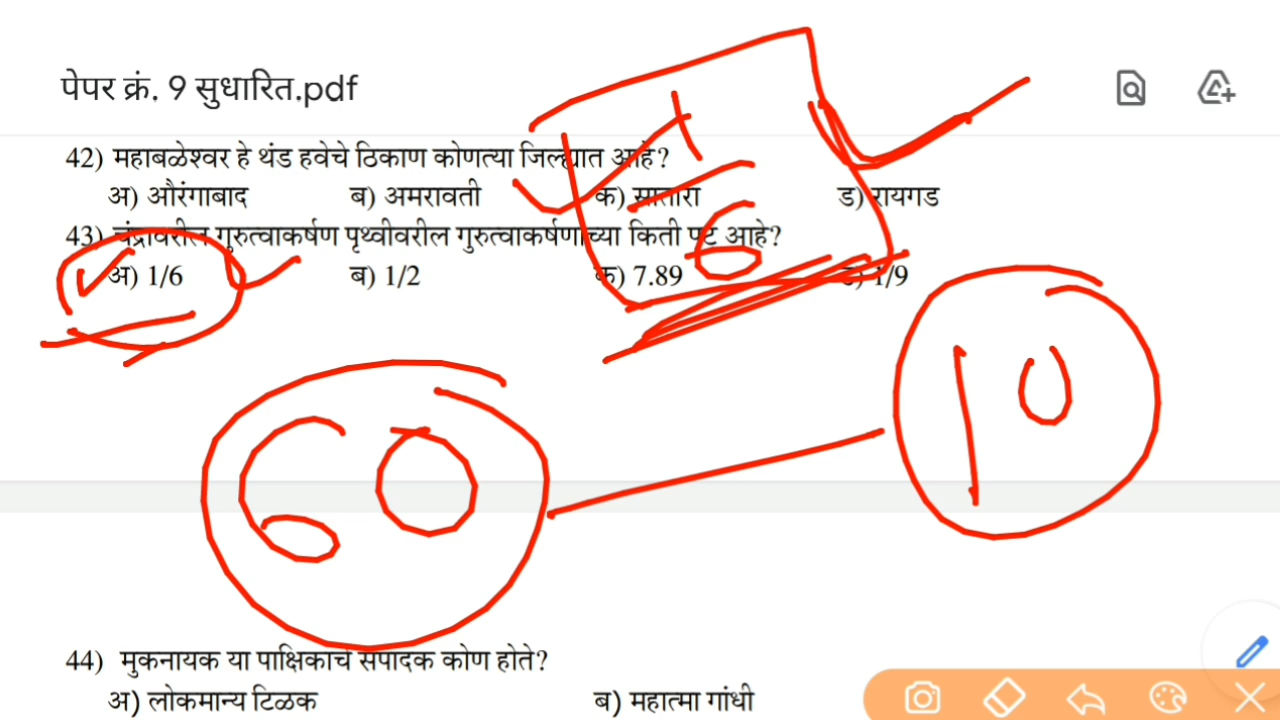 पेपर क्रं. 9 सुधारित.pdf
42) महाबळेश्वर हे थंड हवेचे ठिकाण कोणत्या जिल्ह्यात आहे?
अ) औरंगाबाद ब) अमरावती क) सातारा ड) रायगड
43) चंद्रावरील गुरुत्वाकर्षण पृथ्वीवरील गुरुत्वाकर्षणाच्या किती पट आहे?
अ) 1/6 ब) 1/2 क) 7.89 ड) 1/9
1
6
60 10
44) मुकनायक या पाक्षिकाचे संपादक कोण होते?
अ) लोकमान्य टिळक ब) महात्मा गांधी